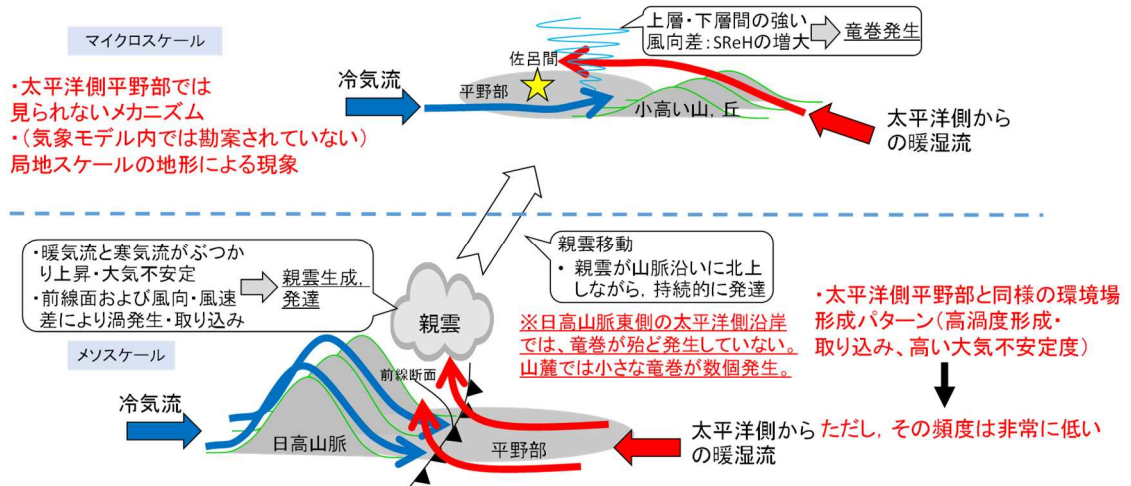 マイクロスケール
・太平洋側平野部では
見られないメカニズム
・(気象モデル内では勘案されていない)
局地スケールの地形による現象
冷気流
平野部
佐呂間
上層・下層間の強い
風向差:SReHの増大
竜巻発生
小高い山,丘
太平洋側から
の暖湿流
・暖気流と寒気流がぶつか
り上昇・大気不安定
・前線面および風向・風速
差により渦発生・取り込み
親雲生成,
発達
親雲
親雲移動
・ 親雲が山脈沿いに北上
しながら,持続的に発達
※日高山脈東側の太平洋側沿岸
では、竜巻が殆ど発生していない。
山麓では小さな竜巻が数個発生。
・太平洋側平野部と同様の環境場
形成パターン(高渦度形成・
取り込み、高い大気不安定度)
ただし,その頻度は非常に低い
メソスケール
冷気流
日高山脈
前線断面
平野部
太平洋側から
の暖湿流